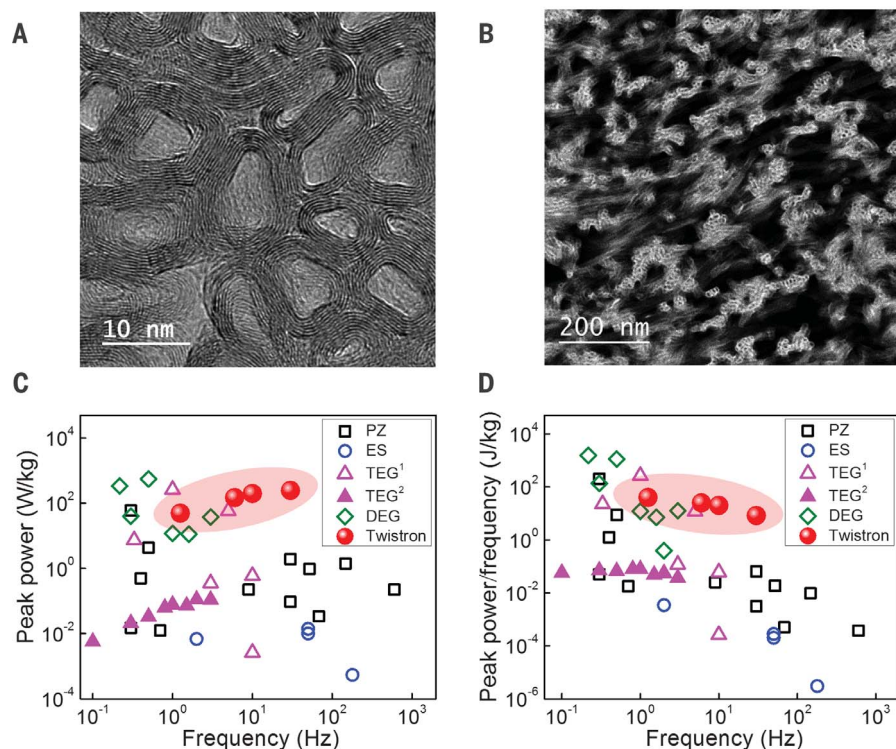 A
B
10 nm
200 nm
C
D
Peak power (W/kg)
10⁴
10²
10⁰
10⁻²
10⁻⁴
PZ
ES
TEG¹
TEG²
DEG
Twistron
10⁻¹ 10⁰ 10¹ 10² 10³
Frequency (Hz)
Peak power/frequency (J/kg)
10⁴
10²
10⁰
10⁻²
10⁻⁴
10⁻⁶
PZ
ES
TEG¹
TEG²
DEG
Twistron
10⁻¹ 10⁰ 10¹ 10² 10³
Frequency (Hz)